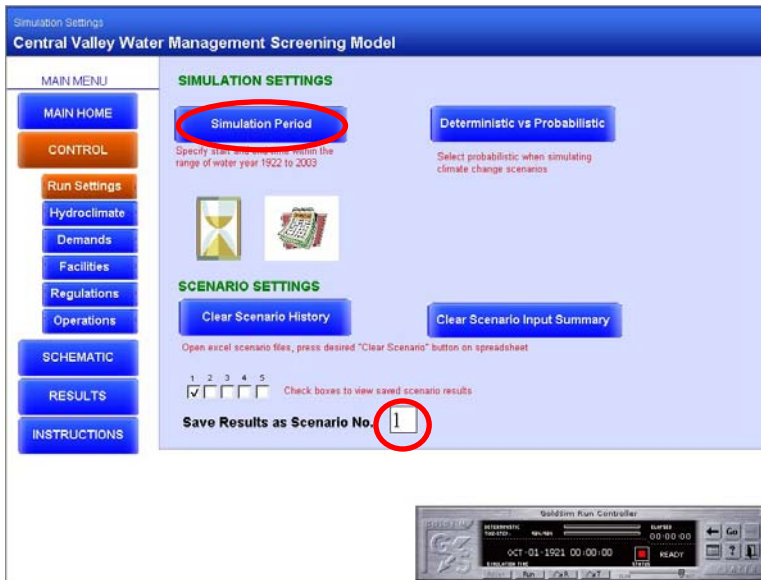 Simulation Settings
Central Valley Water Management Screening Model
MAIN MENU
MAIN HOME
CONTROL
Run Settings
Hydroclimate
Demands
Facilities
Regulations
Operations
SCHEMATIC
RESULTS
INSTRUCTIONS
SIMULATION SETTINGS
Simulation Period
Specify start and end time within the
range of water year 1922 to 2003
Deterministic vs Probabilistic
Select probabilistic when simulating
climate change scenarios
SCENARIO SETTINGS
Clear Scenario History
Clear Scenario Input Summary
Open excel scenario files, press desired "Clear Scenario" button on spreadsheet
1 2 3 4 5
Check boxes to view saved scenario results
Save Results as Scenario No. 1
GoldSim Run Controller
DETERMINISTIC
TIME-STEP:
ELAPSED
00:00:00
OCT-01-1921 00:00:00
SIMULATION TIME
STATUS
READY
Go
Run